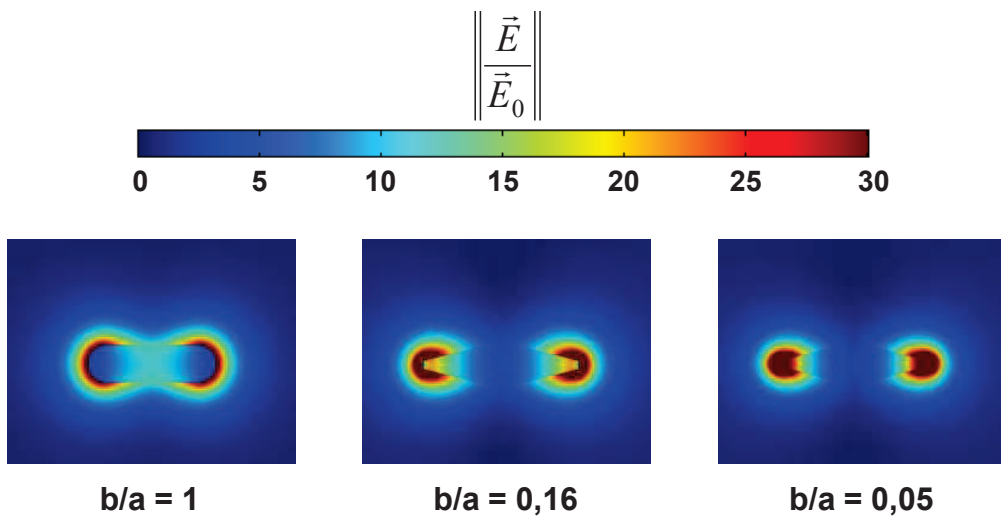 ‖E⃗/E⃗₀‖
0 5 10 15 20 25 30
b/a = 1 b/a = 0,16 b/a = 0,05